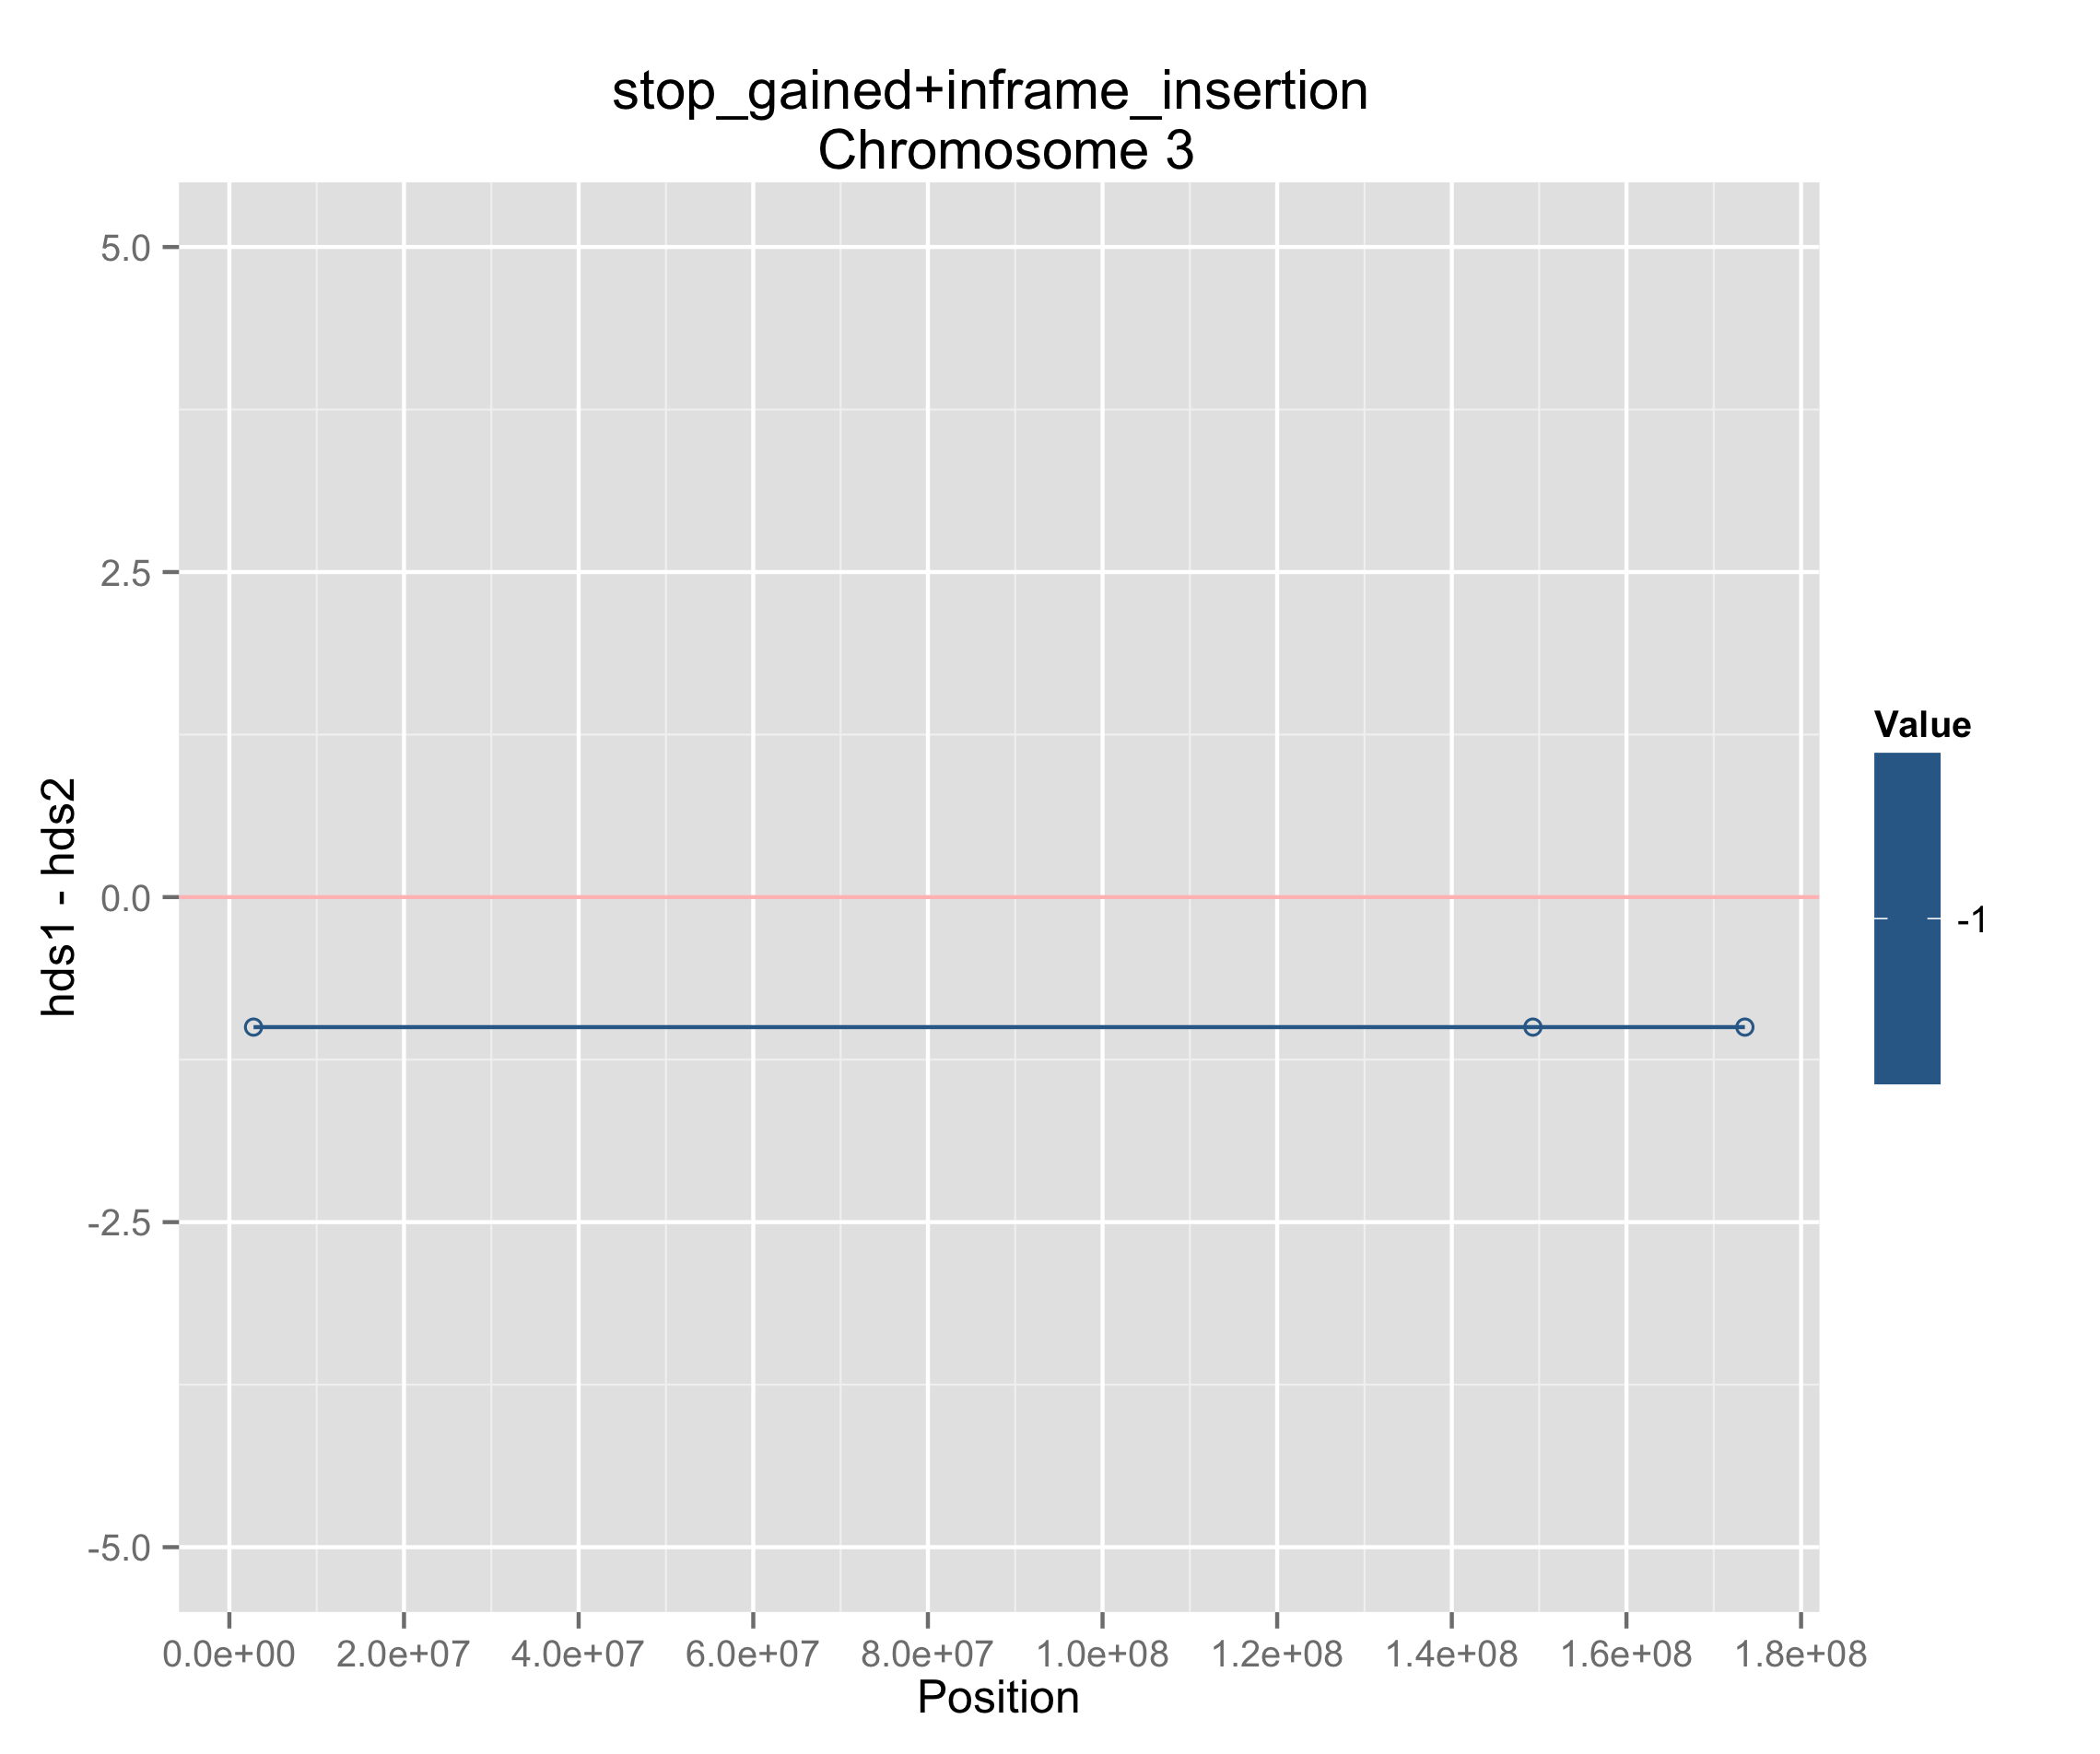 stop_gained+inframe_insertion
Chromosome 3
5.0
2.5
0.0
-2.5
-5.0
hds1 - hds2
0.0e+00 2.0e+07 4.0e+07 6.0e+07 8.0e+07 1.0e+08 1.2e+08 1.4e+08 1.6e+08 1.8e+08
Position
Value
-1